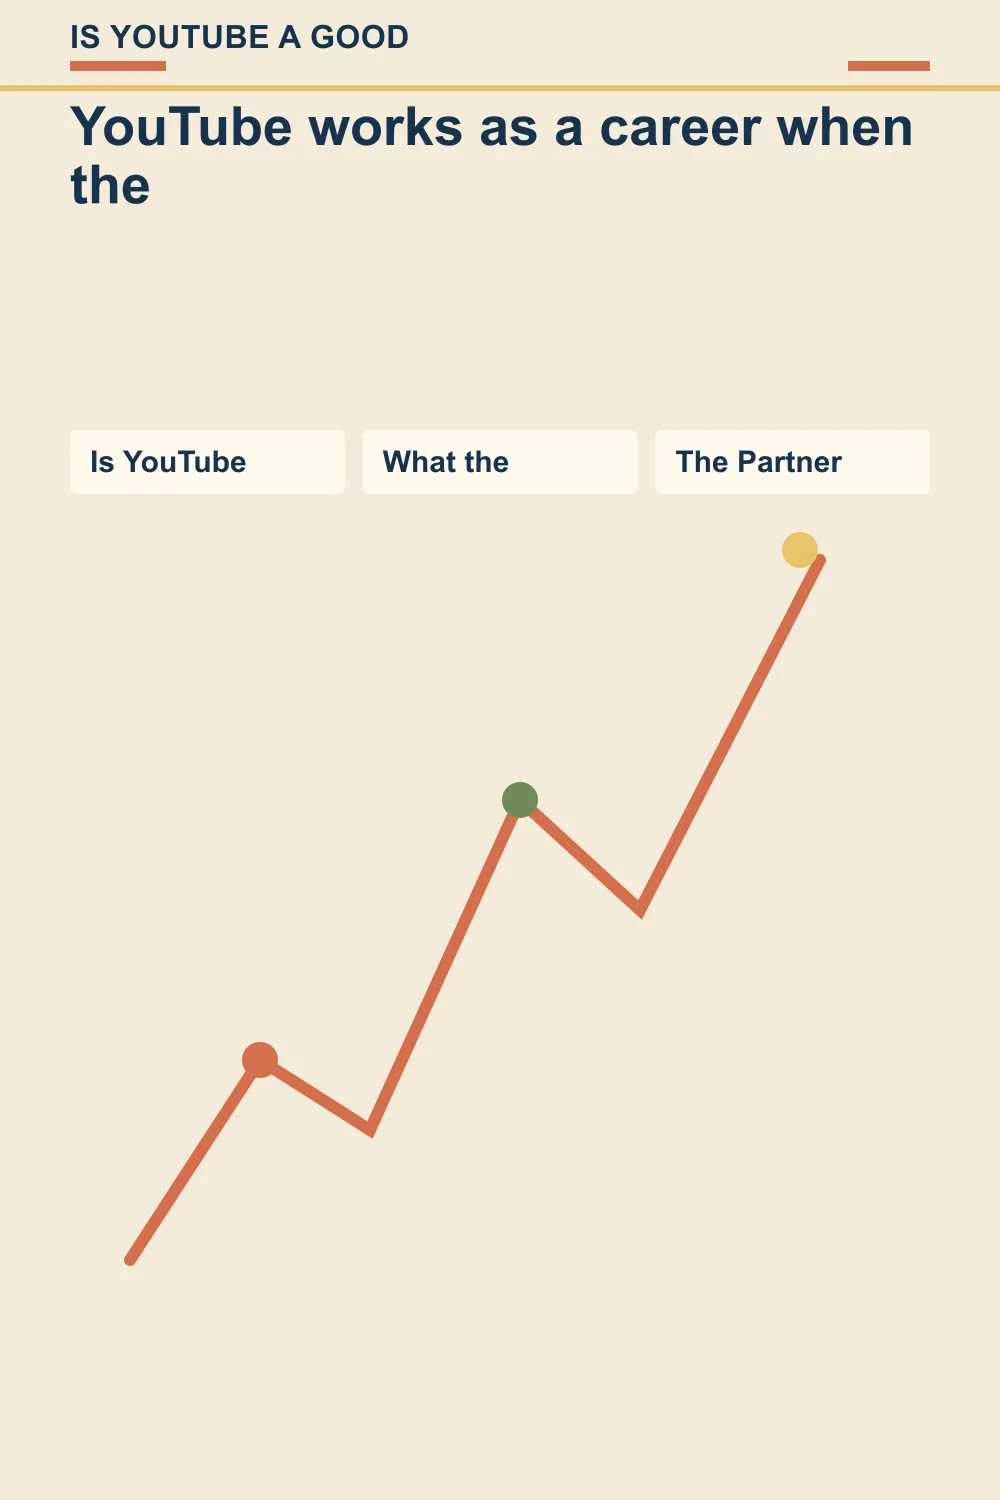 IS YOUTUBE A GOOD
YouTube works as a career when
the
Is YouTube
What the
The Partner